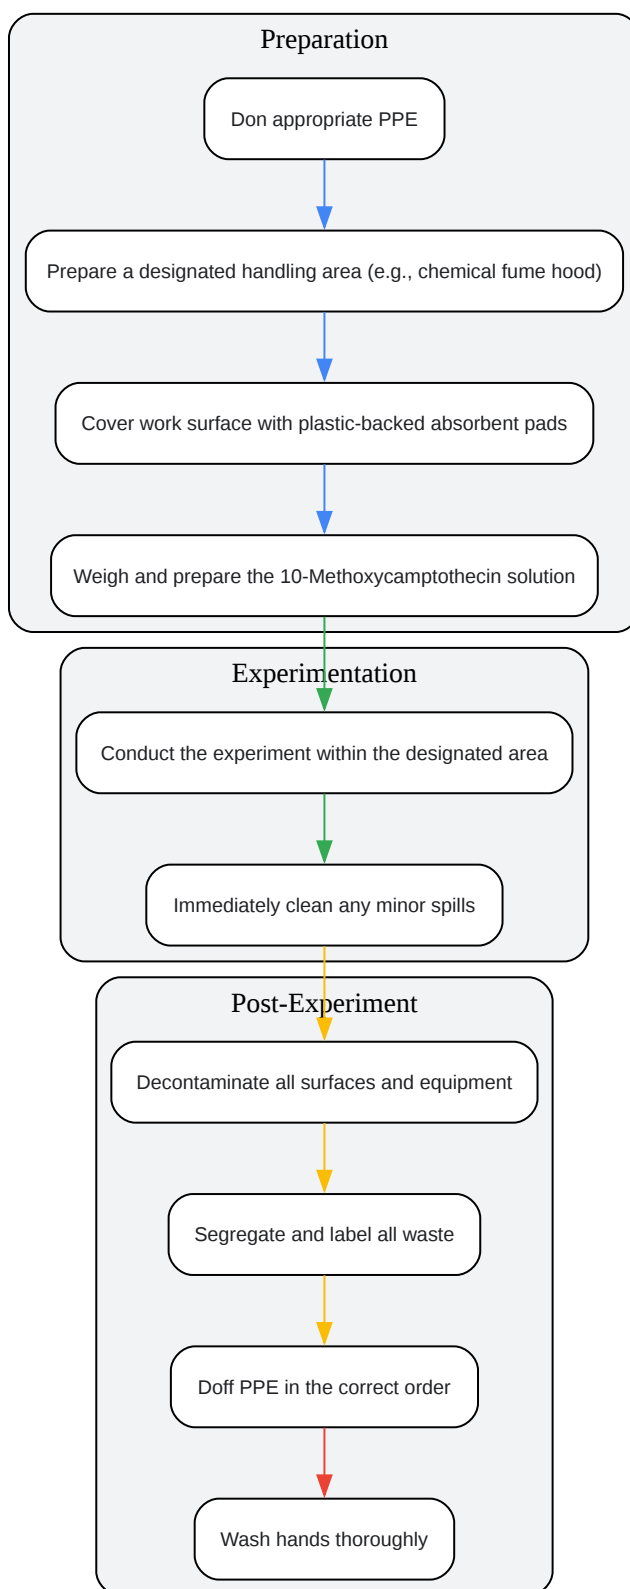 Preparation
Don appropriate PPE
Prepare a designated handling area (e.g., chemical fume hood)
Cover work surface with plastic-backed absorbent pads
Weigh and prepare the 10-Methoxycamptothecin solution
Experimentation
Conduct the experiment within the designated area
Immediately clean any minor spills
Post-Experiment
Decontaminate all surfaces and equipment
Segregate and label all waste
Doff PPE in the correct order
Wash hands thoroughly